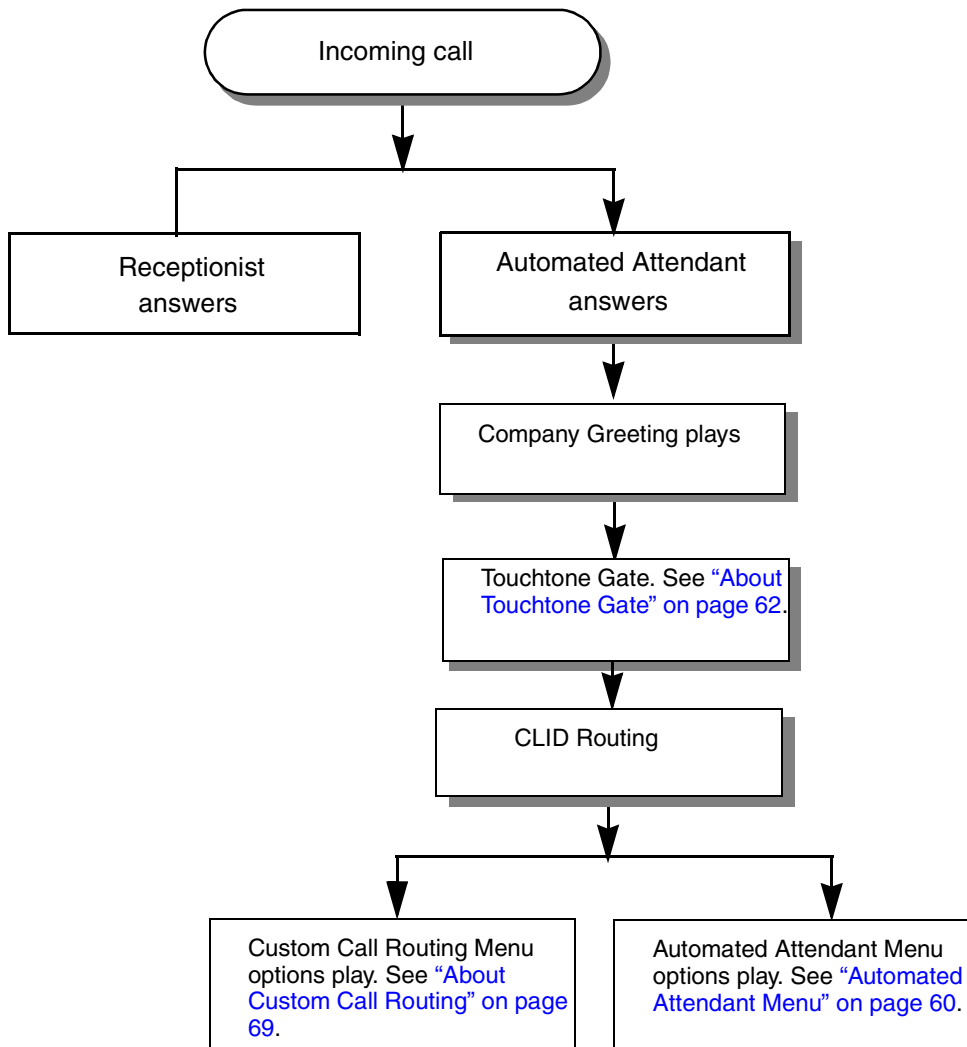 Incoming call
Receptionist
answers
Automated Attendant
answers
Company Greeting plays
Touchtone Gate. See “About
Touchtone Gate” on page 62.
CLID Routing
Custom Call Routing Menu
options play. See “About
Custom Call Routing” on page
69.
Automated Attendant Menu
options play. See “Automated
Attendant Menu” on page 60.